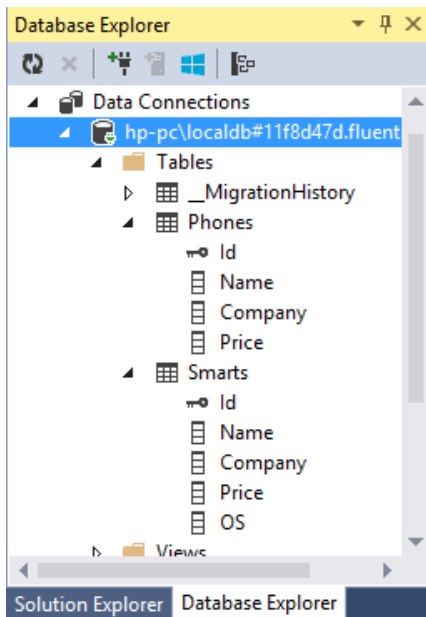 Database Explorer
Data Connections
hp-pc\localdb#11f8d47d.fluent
Tables
__MigrationHistory
Phones
Id
Name
Company
Price
Smarts
Id
Name
Company
Price
OS
Views
Solution Explorer Database Explorer